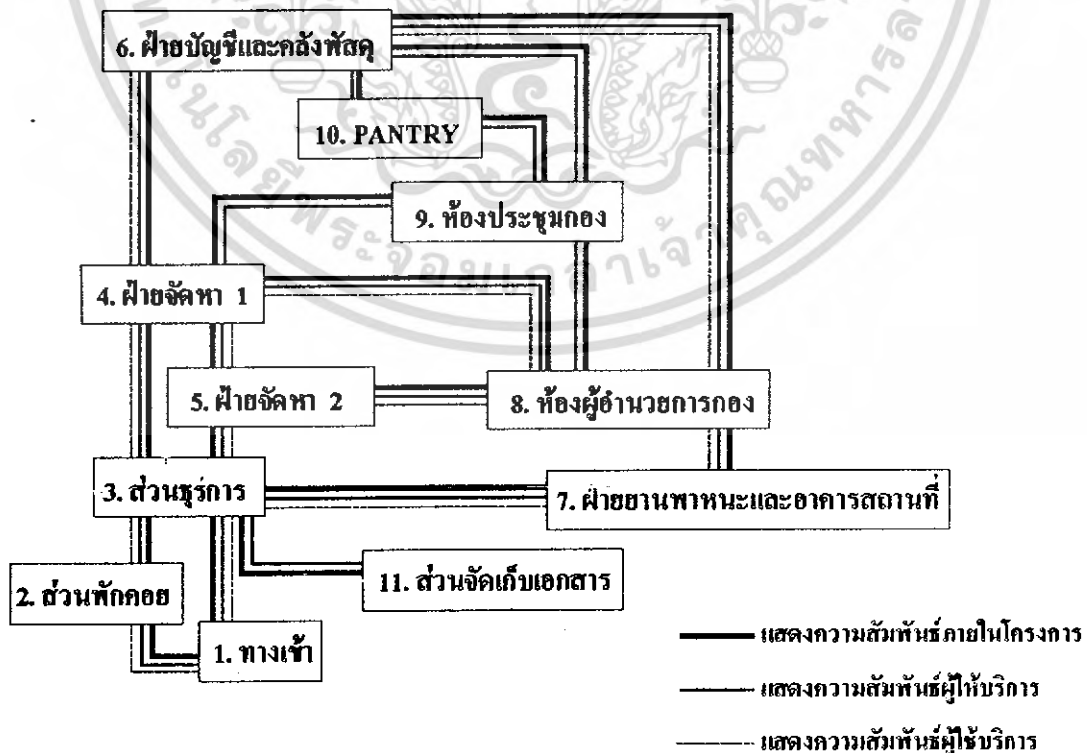 6. ฝ่ายบัญชีและคลังพัสดุ
10. PANTRY
9. ห้องประชุมกอง
4. ฝ่ายจัดหา 1
5. ฝ่ายจัดหา 2
8. ห้องผู้อำนวยการกอง
3. ส่วนธุรการ
7. ฝ่ายยานพาหนะและอาคารสถานที่
2. ส่วนพักคอย
11. ส่วนจัดเก็บเอกสาร
1. ทางเข้า
แสดงความสัมพันธ์ภายในโครงการ
แสดงความสัมพันธ์ผู้ให้บริการ
แสดงความสัมพันธ์ผู้ใช้บริการ